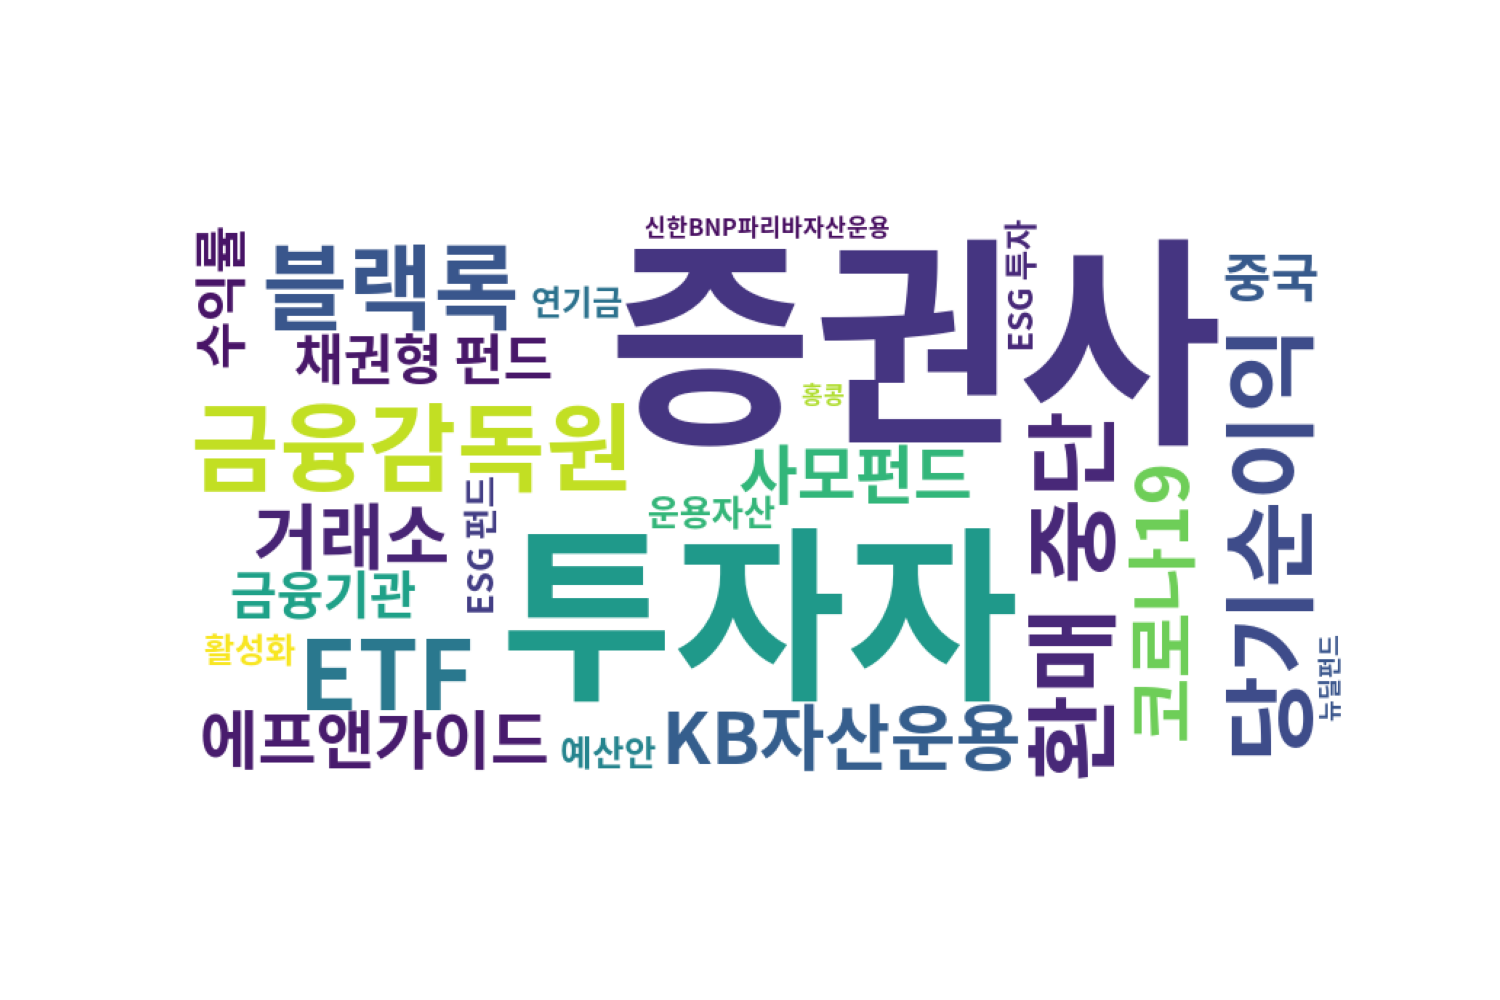 신한BNP파리바자산운용
수익률
블랙록
연기금
증권사
ESG 투자
중국
채권형 펀드
홍콩
당기순이익
금융감독원
사모펀드
환매 중단
코로나19
거래소
ESG 펀드
운용자산
투자자
금융기관
활성화
ETF
뉴딜펀드
에프앤가이드
예산안
KB자산운용